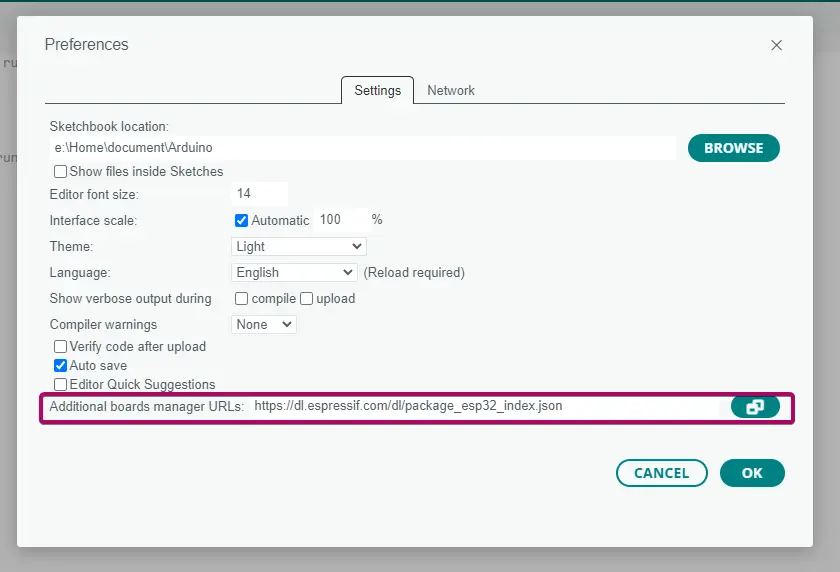 Preferences
ru
Settings Network
Sketchbook location:
e:\Home\document\Arduino BROWSE
run
Show files inside Sketches
Editor font size: 14
Interface scale: Automatic 100 %
Theme: Light
Language: English (Reload required)
Show verbose output during compile upload
Compiler warnings None
Verify code after upload
Auto save
Editor Quick Suggestions
Additional boards manager URLs: https://dl.espressif.com/dl/package_esp32_index.json
CANCEL OK